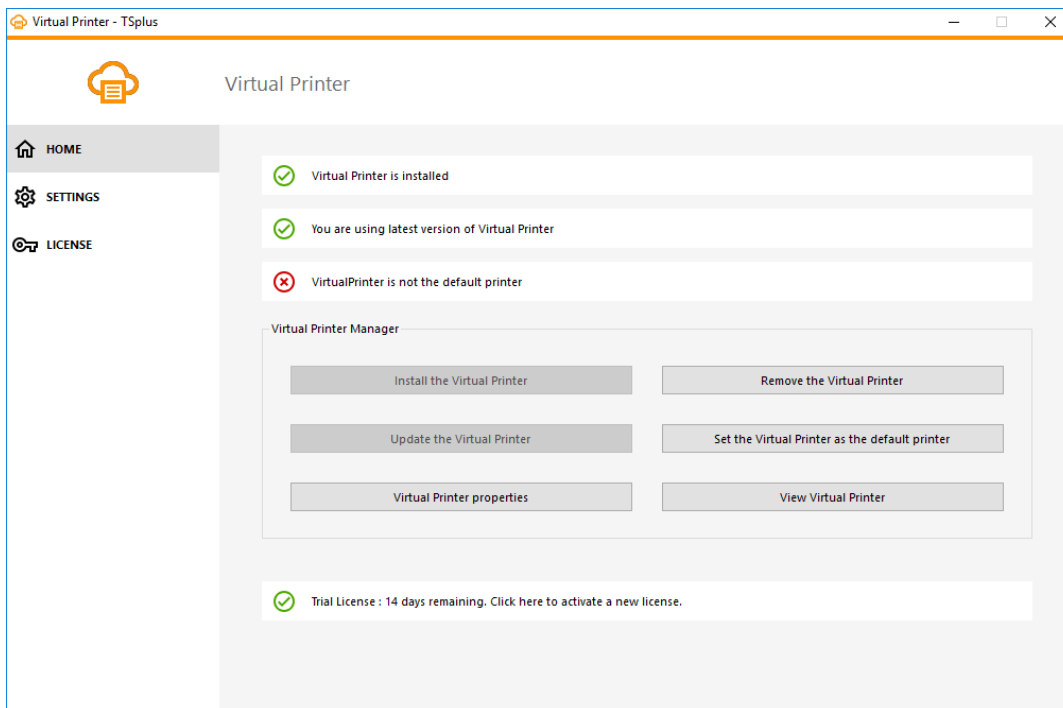 Virtual Printer - TSplus
Virtual Printer
HOME
SETTINGS
LICENSE
Virtual Printer is installed
You are using latest version of Virtual Printer
VirtualPrinter is not the default printer
Virtual Printer Manager
Install the Virtual Printer
Remove the Virtual Printer
Update the Virtual Printer
Set the Virtual Printer as the default printer
Virtual Printer properties
View Virtual Printer
Trial License : 14 days remaining. Click here to activate a new license.